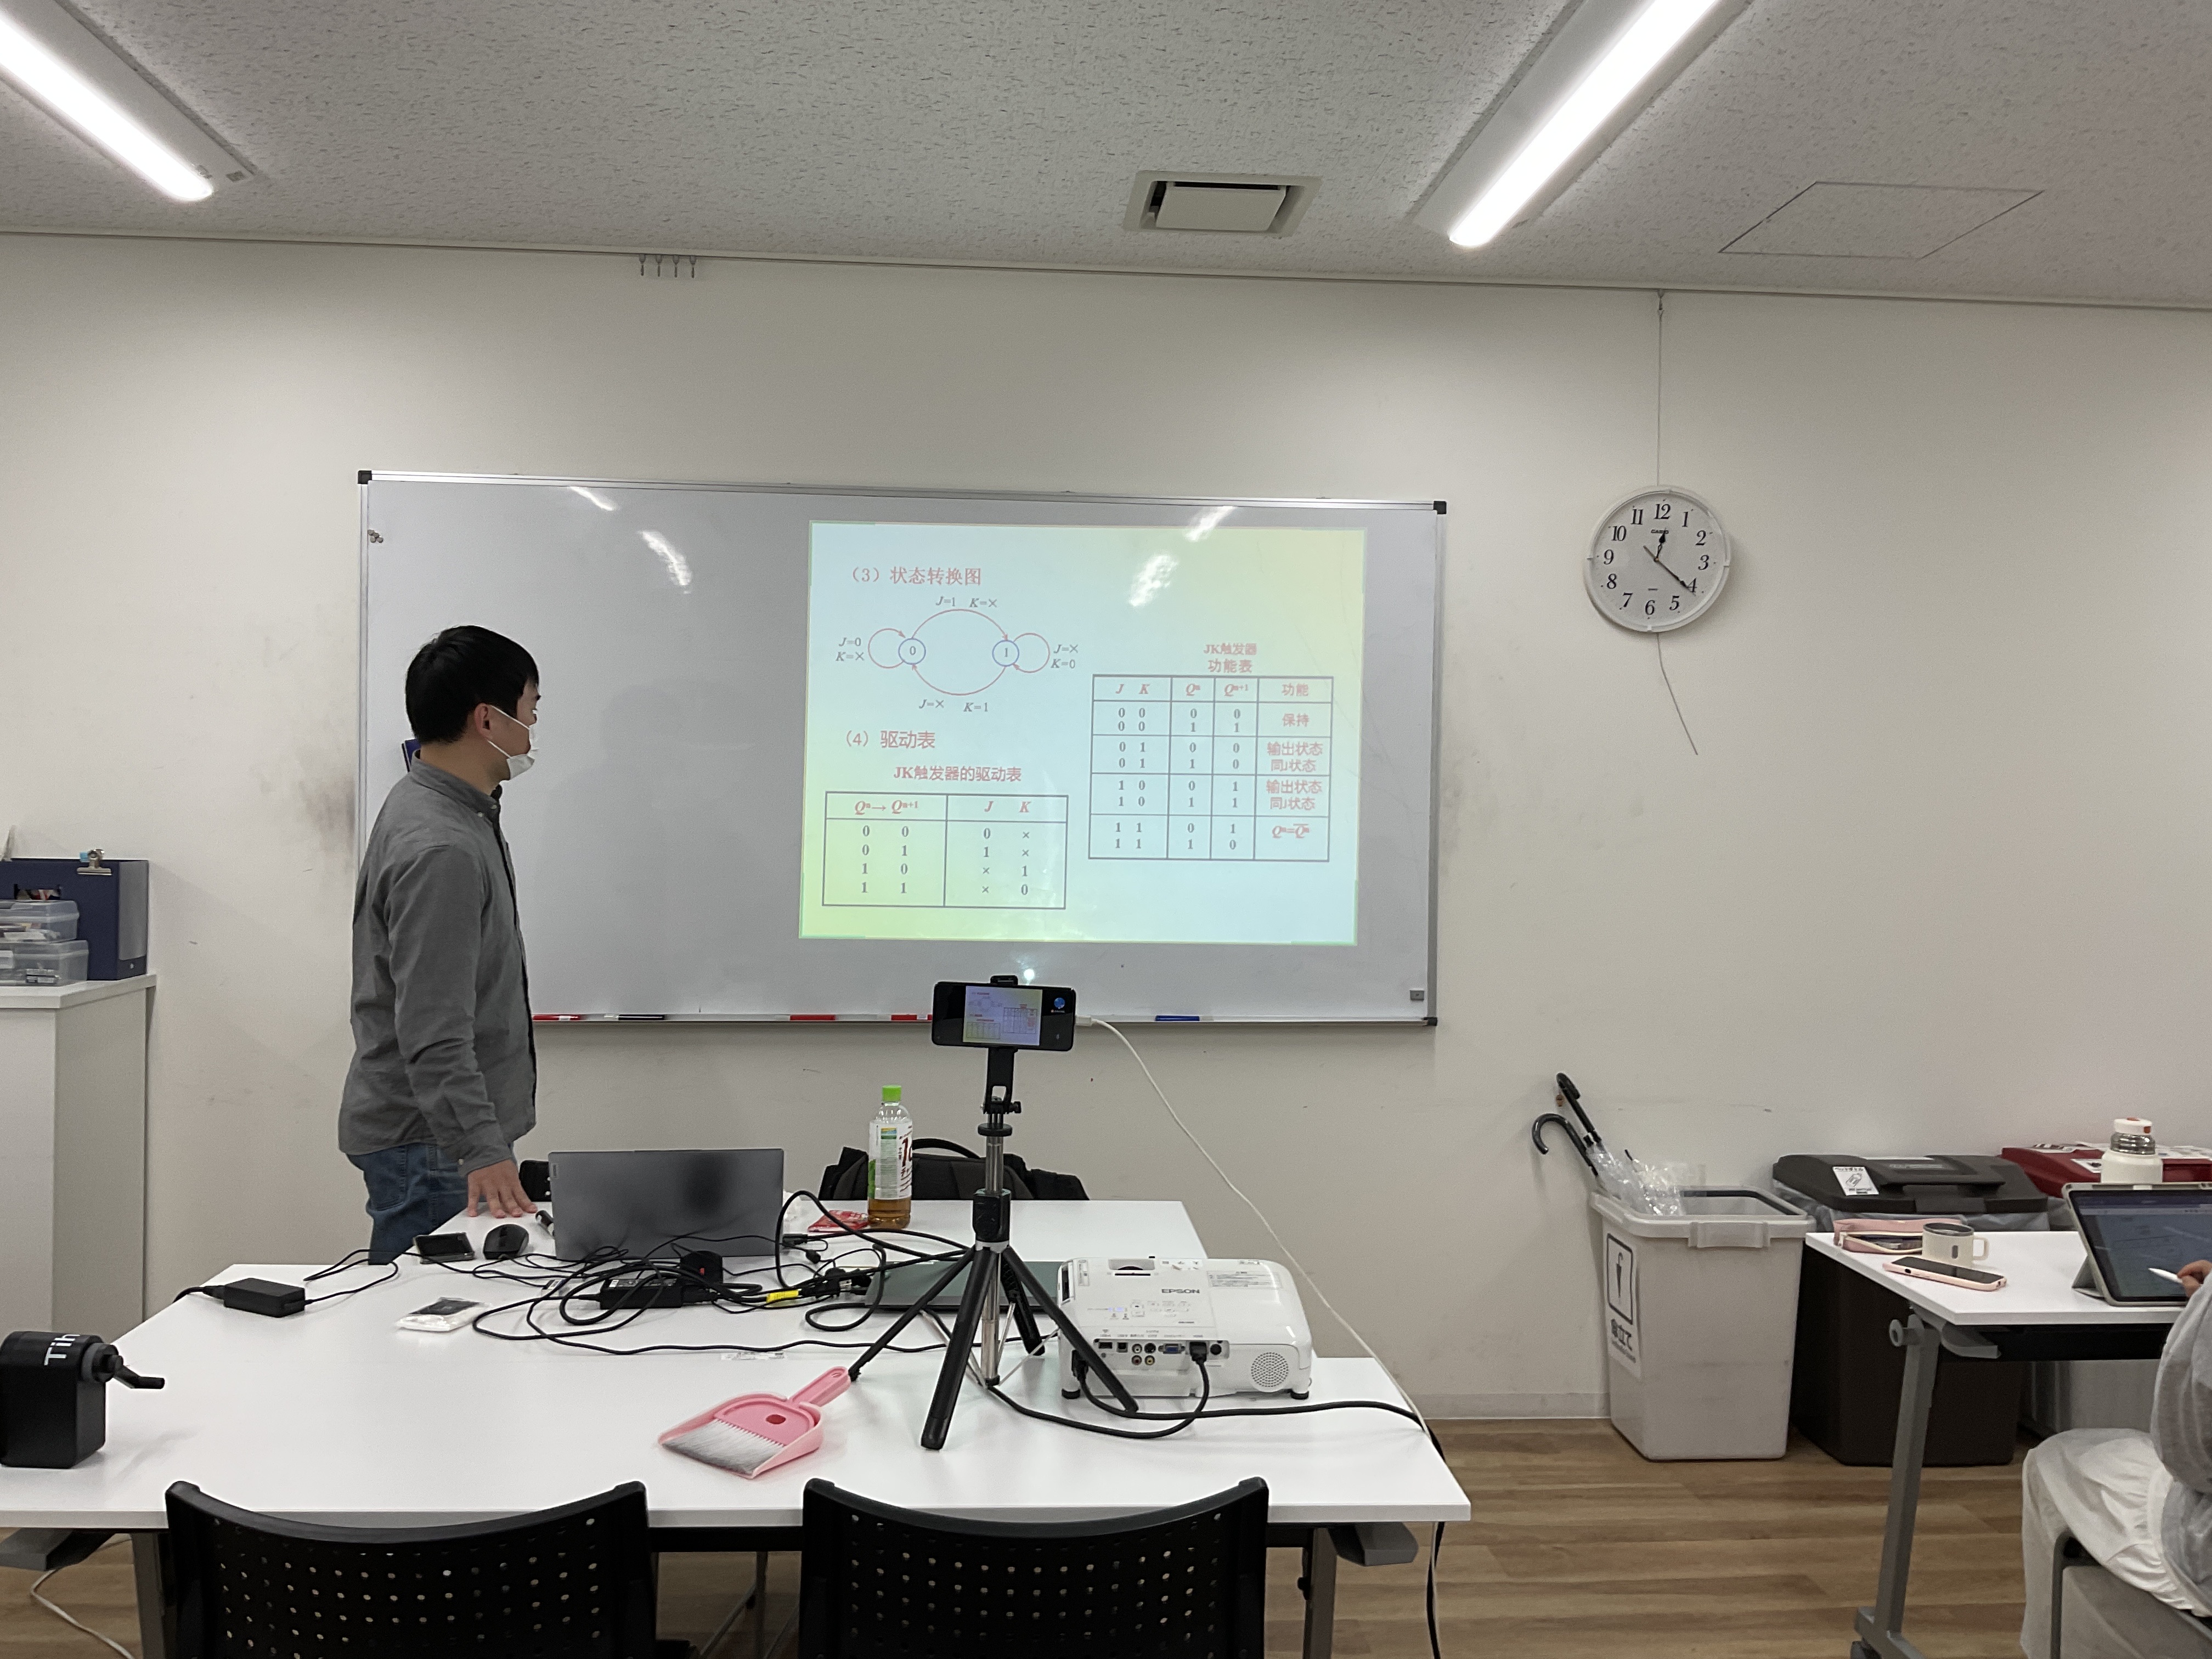 （3）状态转换图
J=1 K=×
J=0
K=×
0
1
J=×
K=0
J=× K=1
（4）驱动表
JK触发器的驱动表
Qⁿ→ Qⁿ⁺¹ J K
0 0 0 ×
0 1 1 ×
1 0 × 1
1 1 × 0
JK触发器
功能表
J K Qⁿ Qⁿ⁺¹ 功能
0 0 0 0 保持
0 0 1 1
0 1 0 0 输出状态
0 1 1 0 同J状态
1 0 0 1 输出状态
1 0 1 1 同J状态
1 1 0 1 Qⁿ=Q̅ⁿ
1 1 1 0
12
1
2
3
4
5
6
7
8
9
10
11
CASIO
EPSON
Tih
傘立て